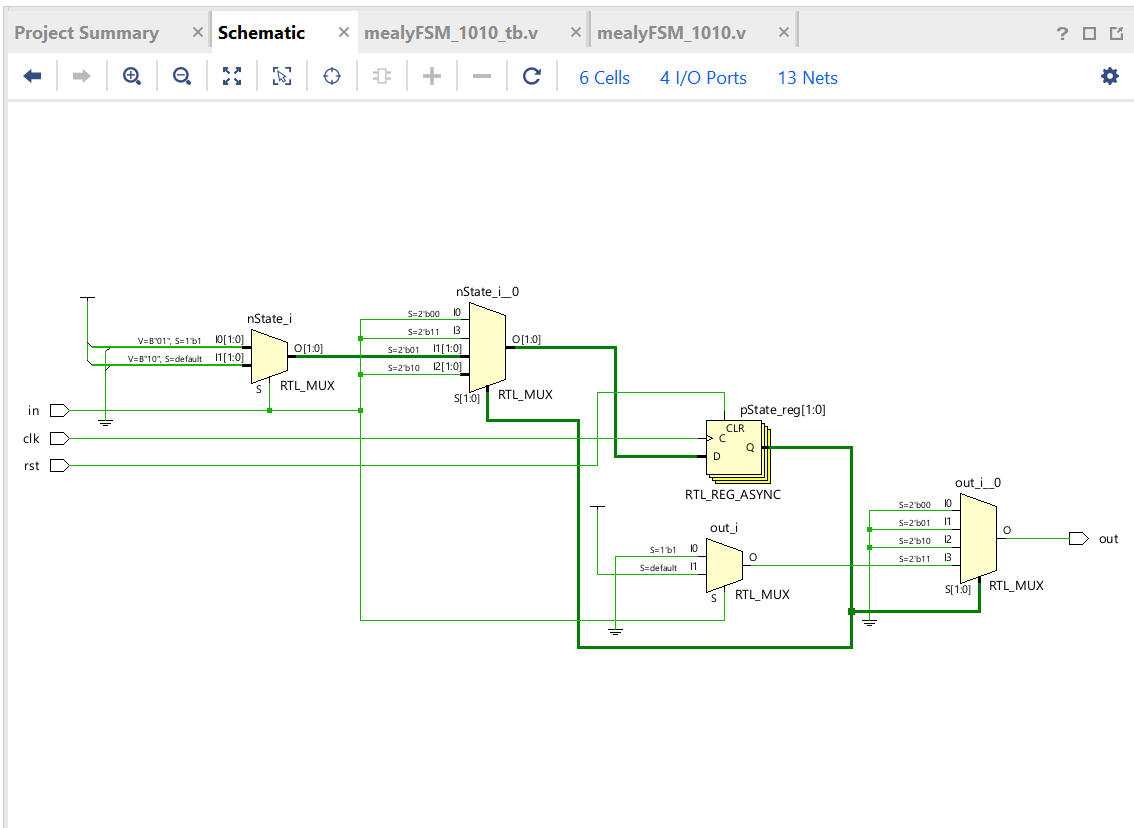 Project Summary × Schematic × mealyFSM_1010_tb.v × mealyFSM_1010.v × ?
6 Cells 4 I/O Ports 13 Nets
nState_i__0
S=2'b00 I0
nState_i
S=2'b11 I3
V=B"01", S=1'b1 I0[1:0]
O[1:0]
O[1:0]
S=2'b01 I1[1:0]
V=B"10", S=default I1[1:0]
S=2'b10 I2[1:0]
S RTL_MUX
S[1:0] RTL_MUX
in
pState_reg[1:0]
CLR
clk
C
Q
D
rst
RTL_REG_ASYNC
out_i__0
S=2'b00 I0
S=2'b01 I1
out_i
O
out
S=2'b10 I2
S=1'b1 I0
O
S=2'b11 I3
S=default I1
S[1:0] RTL_MUX
S RTL_MUX